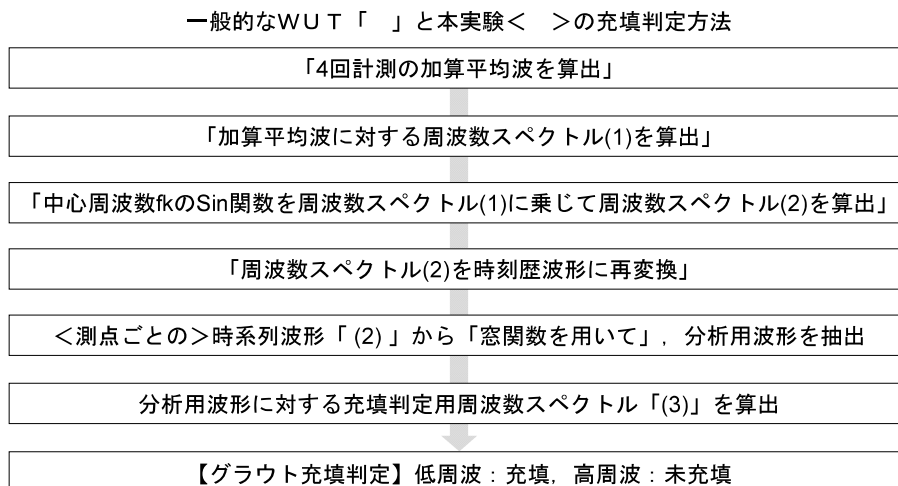 一般的なＷＵＴ「　」と本実験＜　＞の充填判定方法
「4回計測の加算平均波を算出」
「加算平均波に対する周波数スペクトル(1)を算出」
「中心周波数fkのSin関数を周波数スペクトル(1)に乗じて周波数スペクトル(2)を算出」
「周波数スペクトル(2)を時刻歴波形に再変換」
＜測点ごとの＞時系列波形「 (2) 」から「窓関数を用いて」，分析用波形を抽出
分析用波形に対する充填判定用周波数スペクトル「(3)」を算出
【グラウト充填判定】低周波：充填，高周波：未充填